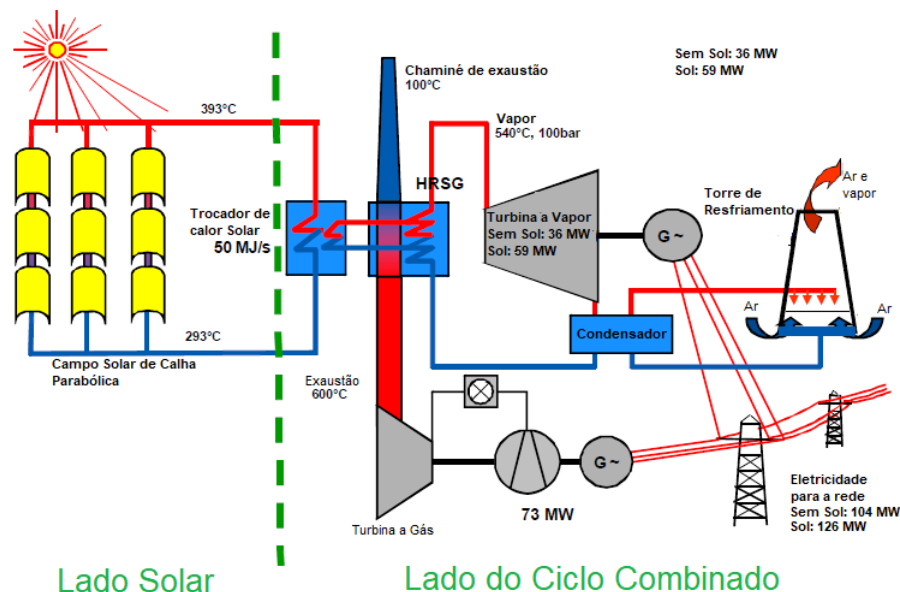 Sem Sol: 36 MW
Sol: 59 MW
Chaminé de exaustão
100°C
393°C
Vapor
540°C, 100bar
HRSG
Trocador de
calor Solar
50 MJ/s
Turbina a Vapor
Sem Sol: 36 MW
Sol: 59 MW
G ~
Torre de
Resfriamento
Ar e
vapor
Ar
Ar
Condensador
293°C
Campo Solar de Calha
Parabólica
Exaustão
600°C
G ~
73 MW
Turbina a Gás
Eletricidade
para a rede
Sem Sol: 104 MW
Sol: 126 MW
Lado Solar
Lado do Ciclo Combinado